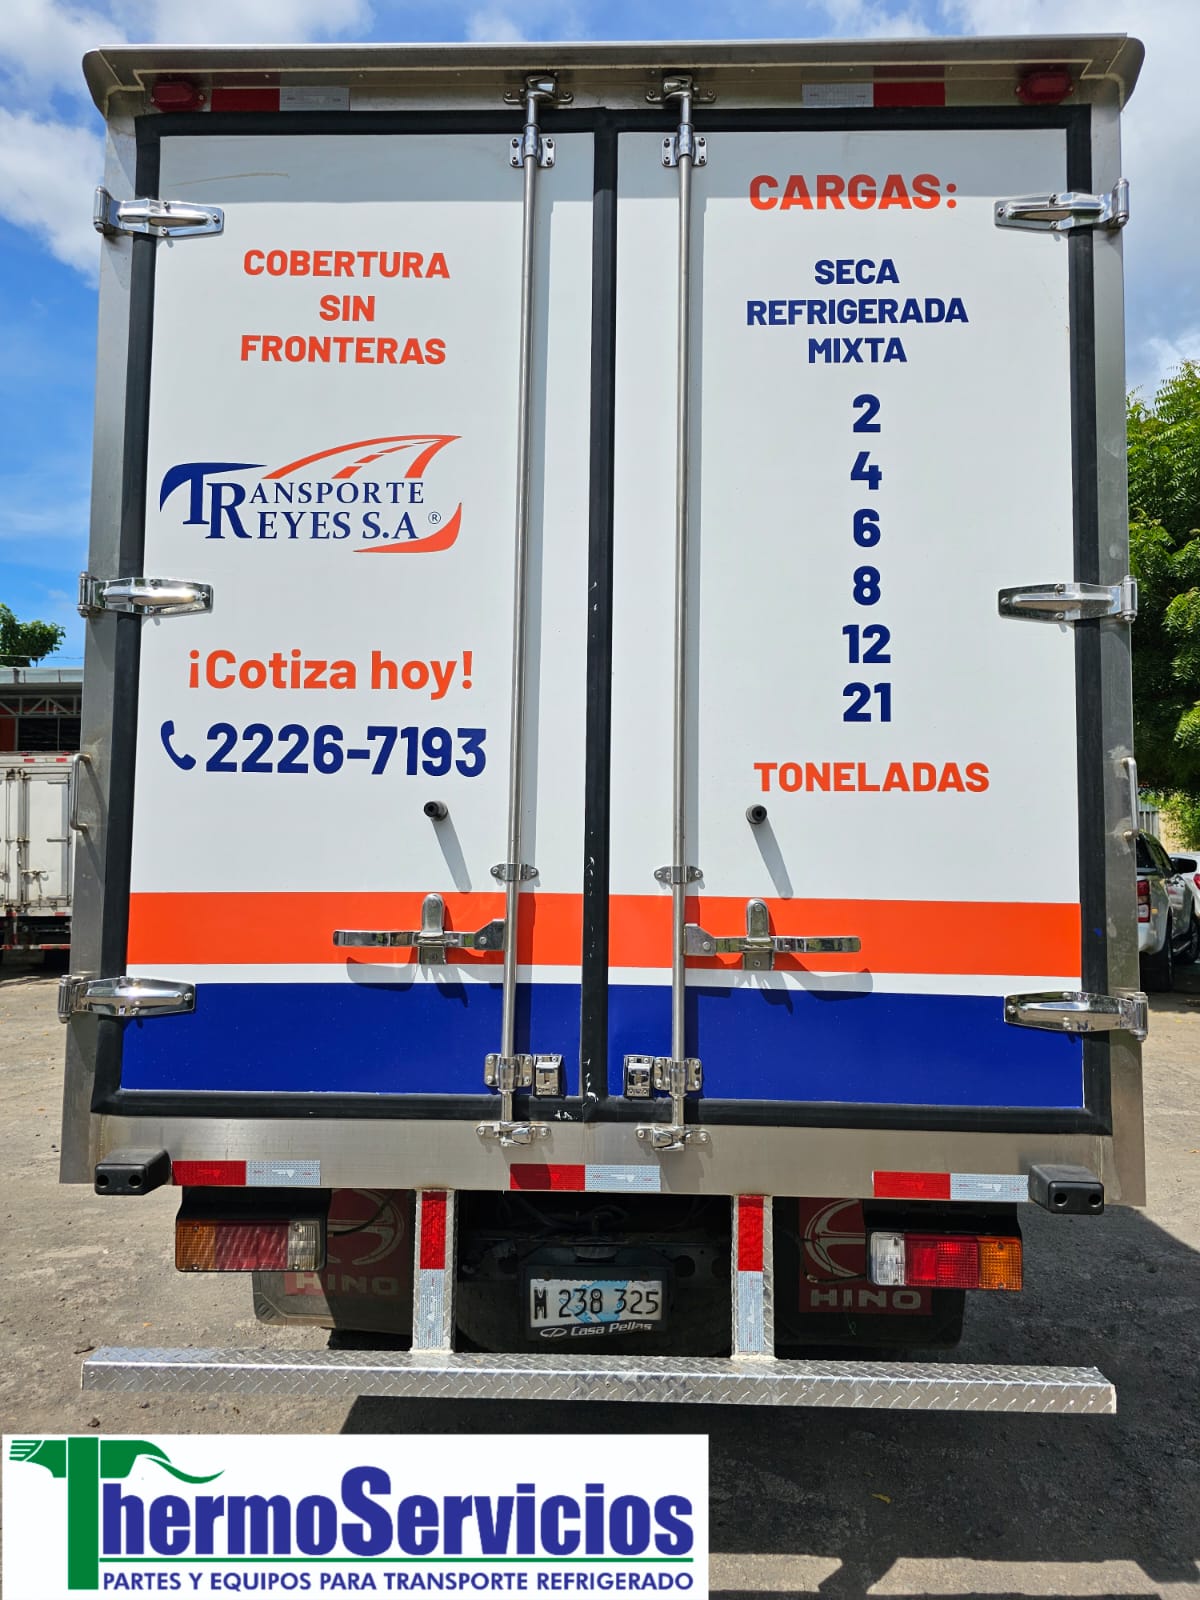 COBERTURA
SIN
FRONTERAS
TRANSPORTE
REYES S.A ®
¡Cotiza hoy!
2226-7193
CARGAS:
SECA
REFRIGERADA
MIXTA
2
4
6
8
12
21
TONELADAS
HINO
HINO
M 238 325
Casa Pellas
ThermoServicios
PARTES Y EQUIPOS PARA TRANSPORTE REFRIGERADO